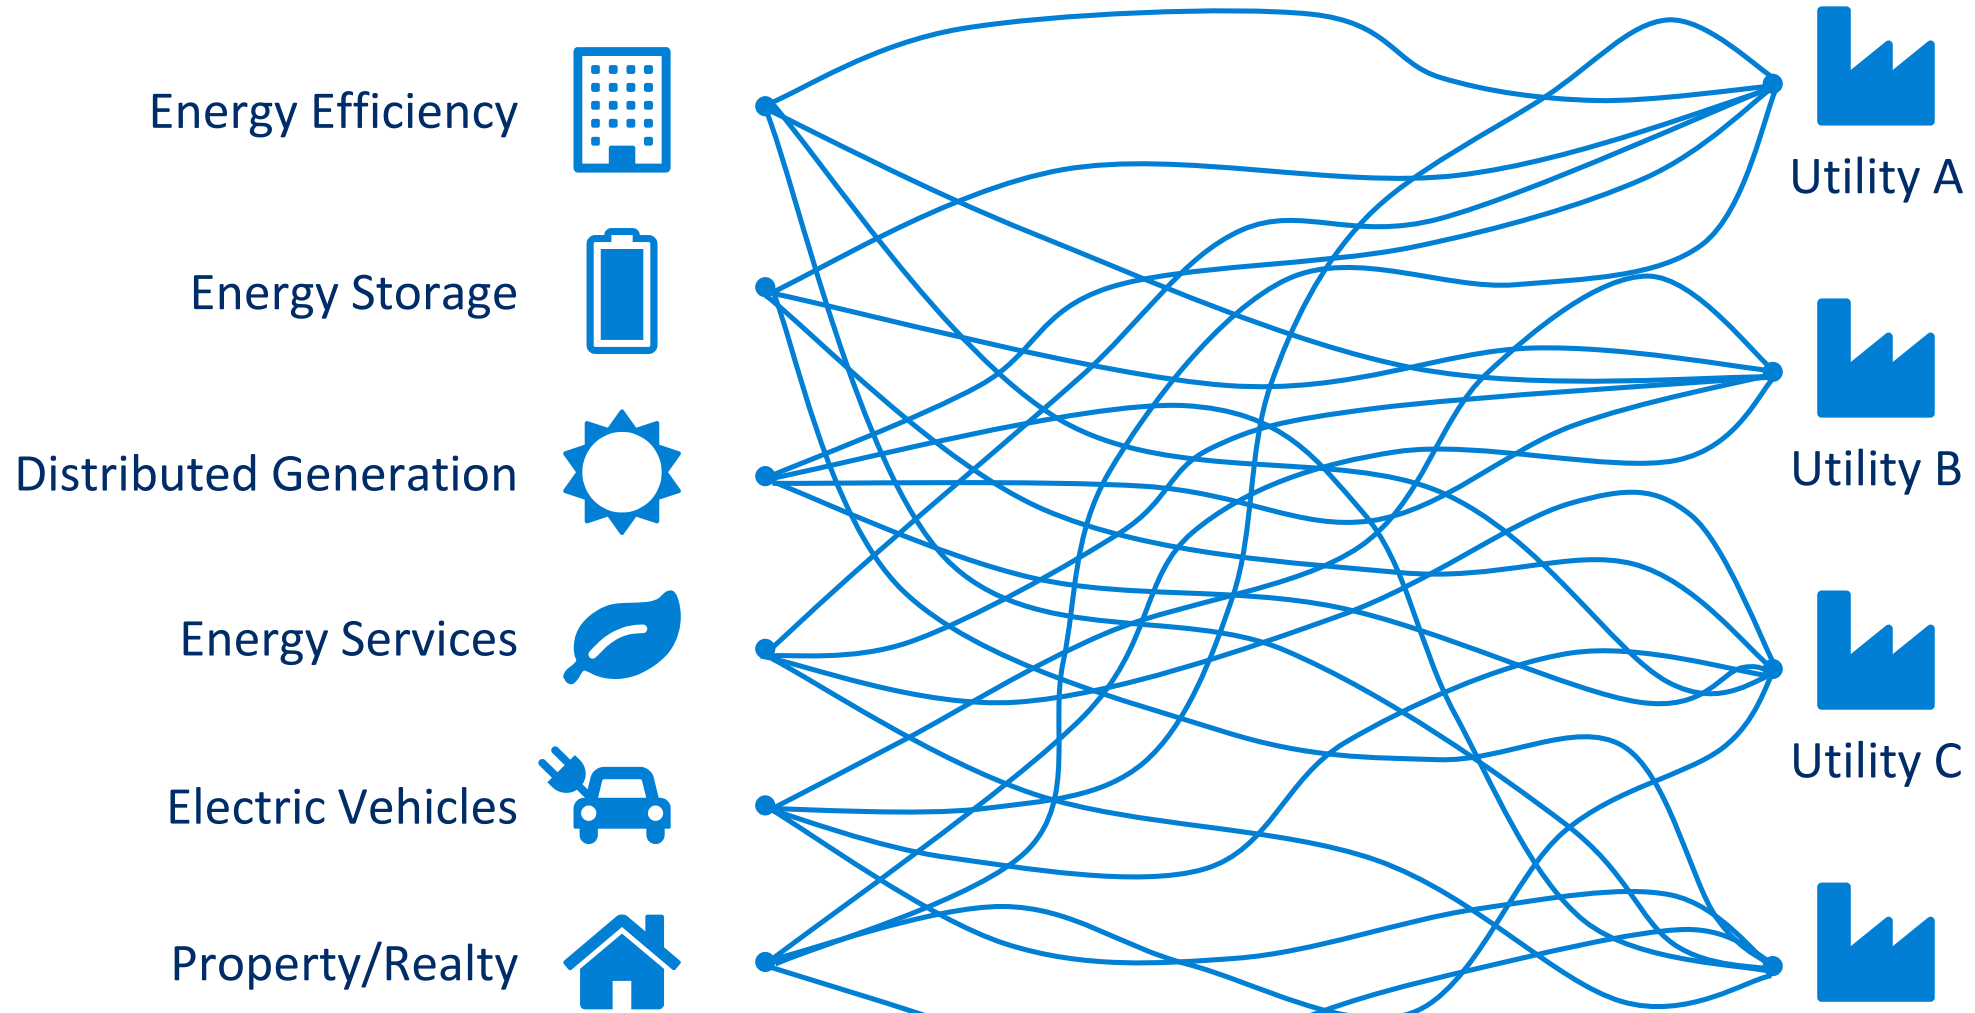 Energy Efficiency
Energy Storage
Distributed Generation
Energy Services
Electric Vehicles
Property/Realty
Utility A
Utility B
Utility C